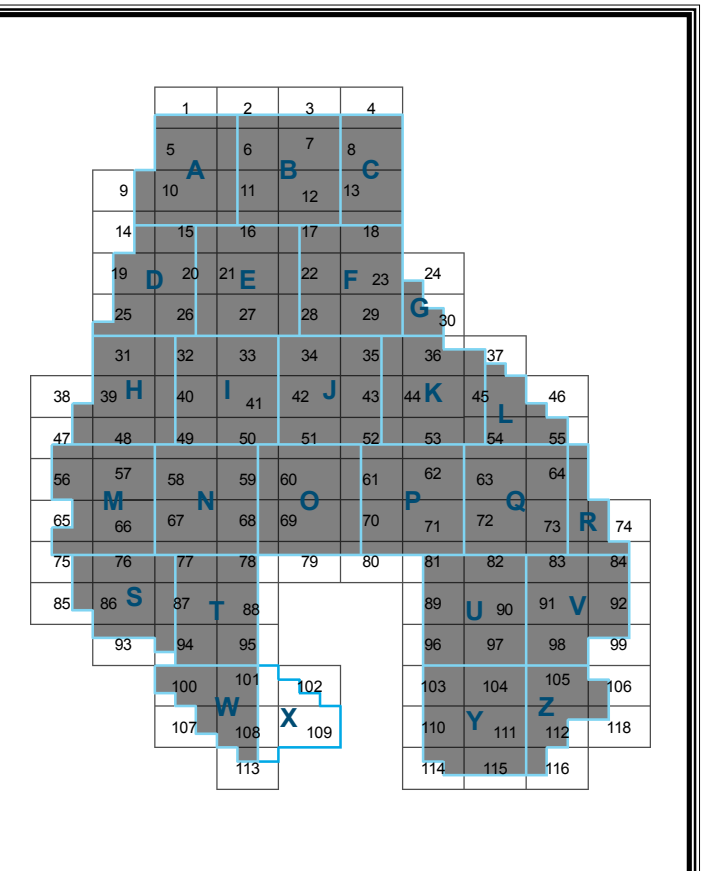 1 2 3 4
5 6 7 8
A B C
9 10 11 12 13
14 15 16 17 18
19 D 20 21 E 22 F 23 24
25 26 27 28 29 G 30
31 32 33 34 35 36 37
38 39 H 40 I 41 42 J 43 44 K 45 46
L
47 48 49 50 51 52 53 54 55
56 57 58 59 60 61 62 63 64
M N O P Q
65 66 67 68 69 70 71 72 73 R 74
75 76 77 78 79 80 81 82 83 84
85 86 S 87 T 88 89 U 90 91 V 92
93 94 95 96 97 98 99
100 101 102 103 104 105 106
W X Y Z
107 108 109 110 111 112 118
113 114 115 116